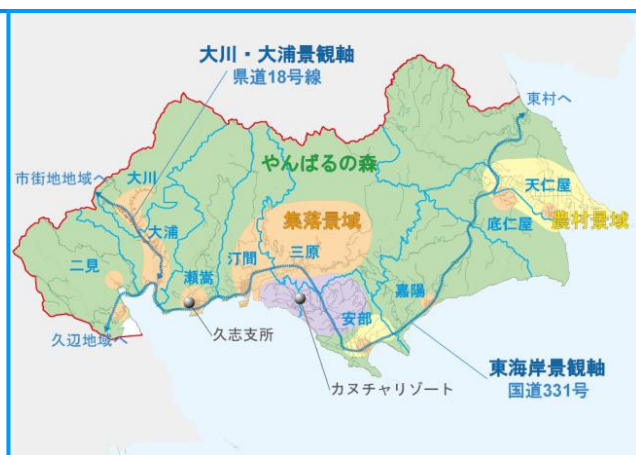 大川・大浦景観軸
県道18号線
東村へ
やんばるの森
市街地地域へ
大川
天仁屋
集落景域
農村景域
大浦
底仁屋
二見
瀬嵩
汀間
三原
嘉陽
安部
久辺地域へ
久志支所
カヌチャリゾート
東海岸景観軸
国道331号